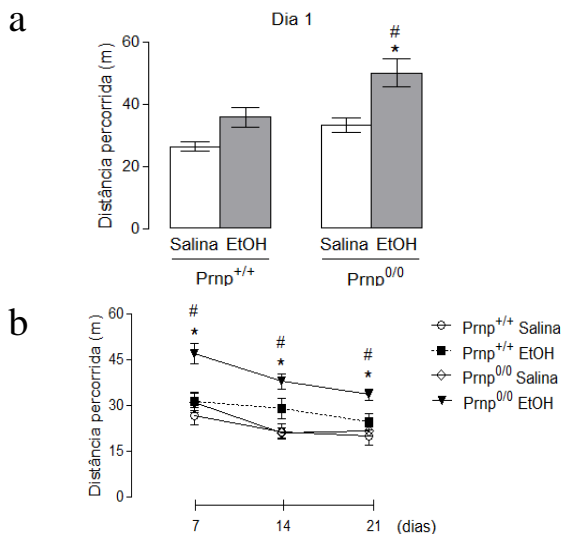 a
Dia 1
Distância percorrida (m)
60
40
20
0
#
*
Salina EtOH Salina EtOH
Prnp+/+ Prnp0/0
b
Distância percorrida (m)
60
45
30
15
0
# # #
* * *
Prnp+/+ Salina
Prnp+/+ EtOH
Prnp0/0 Salina
Prnp0/0 EtOH
7 14 21 (dias)